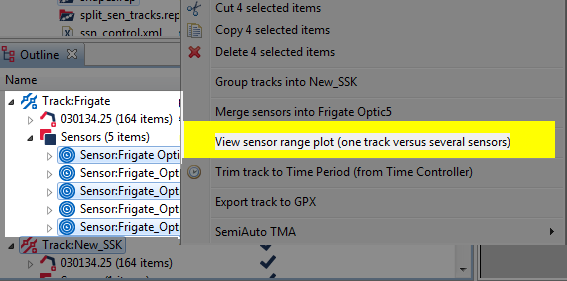 split_sen_tracks.rep
ssn_control.xml
Outline
Name
Track:Frigate
030134.25 (164 items)
Sensors (5 items)
Sensor:Frigate Opti
Sensor:Frigate_Opt
Sensor:Frigate_Opt
Sensor:Frigate_Opt
Sensor:Frigate_Opt
Track:New_SSK
030134.25 (164 items)
Cut 4 selected items
Copy 4 selected items
Delete 4 selected items
Group tracks into New_SSK
Merge sensors into Frigate Optic5
View sensor range plot (one track versus several sensors)
Trim track to Time Period (from Time Controller)
Export track to GPX
SemiAuto TMA